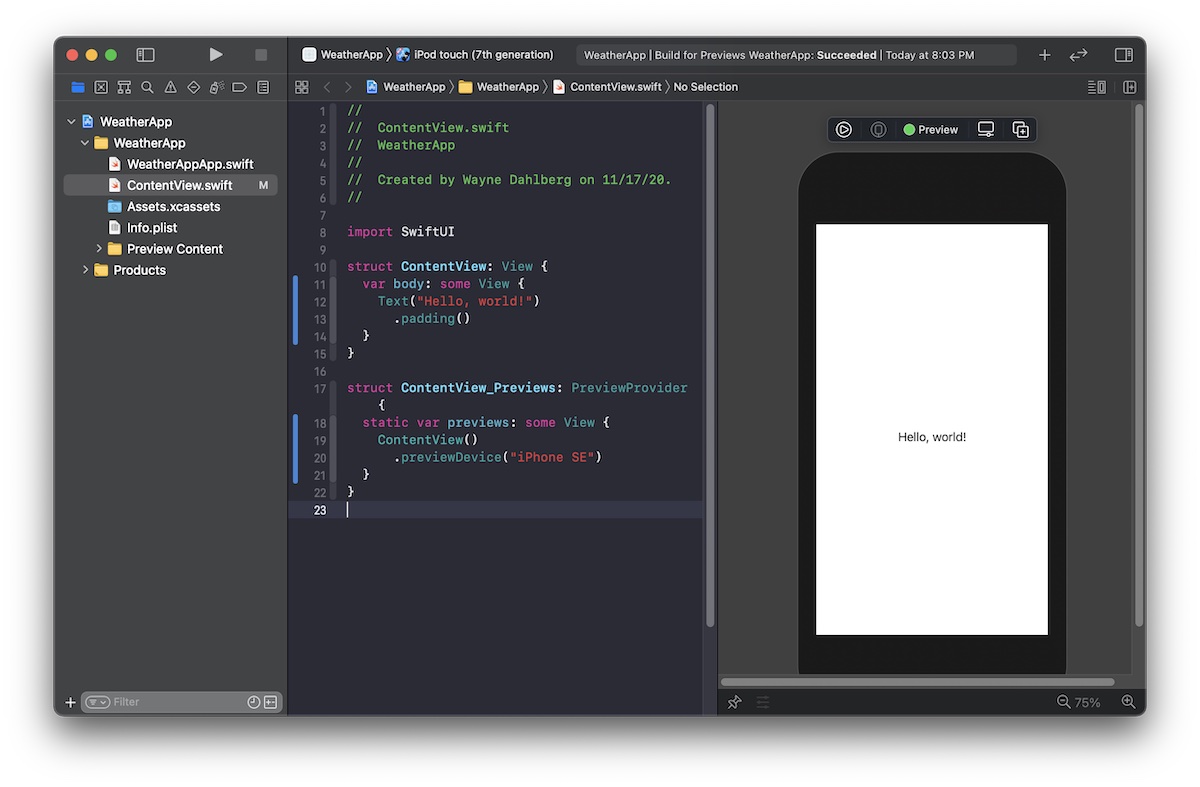 WeatherApp iPod touch (7th generation)
WeatherApp | Build for Previews WeatherApp: Succeeded | Today at 8:03 PM
WeatherApp
WeatherApp
WeatherAppApp.swift
ContentView.swift M
Assets.xcassets
Info.plist
Preview Content
Products
Filter
WeatherApp WeatherApp ContentView.swift No Selection
1 //
2 //  ContentView.swift
3 //  WeatherApp
4 //
5 //  Created by Wayne Dahlberg on 11/17/20.
6 //
7
8 import SwiftUI
9
10 struct ContentView: View {
11   var body: some View {
12     Text("Hello, world!")
13       .padding()
14   }
15 }
16
17 struct ContentView_Previews: PreviewProvider
{
18   static var previews: some View {
19     ContentView()
20       .previewDevice("iPhone SE")
21   }
22 }
23
Preview
Hello, world!
75%